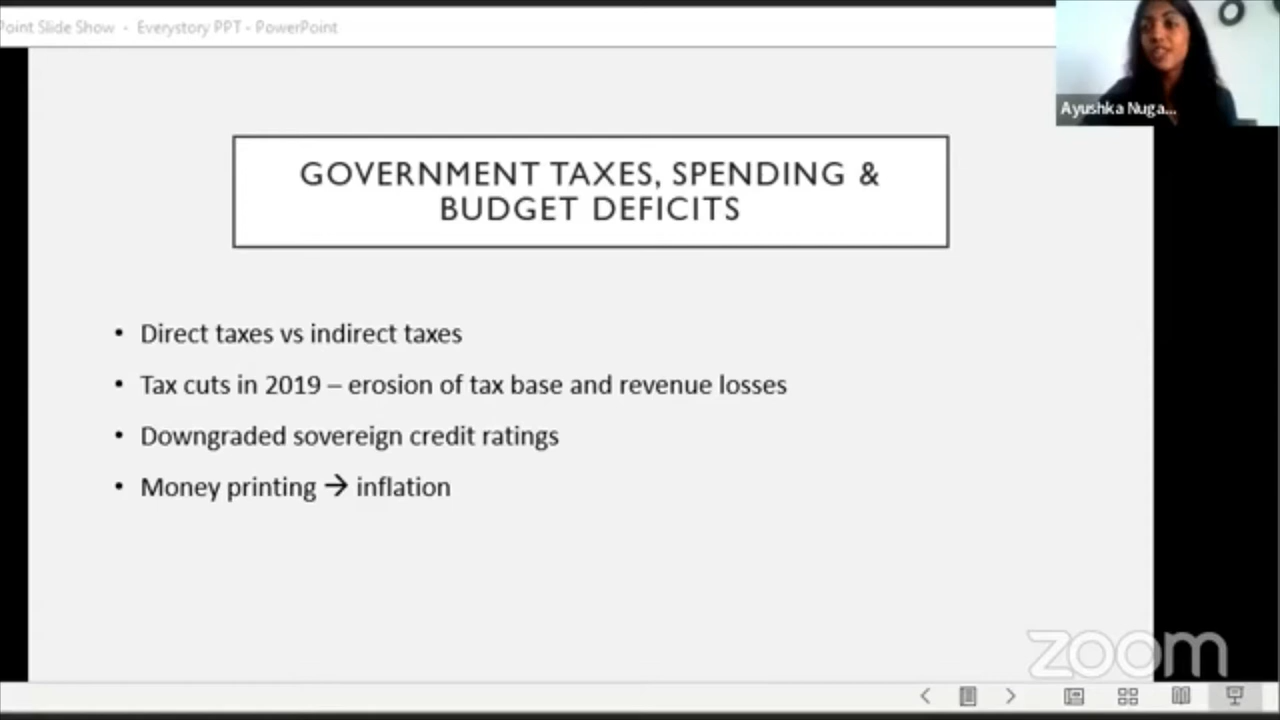 Point Slide Show - Everystory PPT - PowerPoint
Ayushka Nuga...
GOVERNMENT TAXES, SPENDING &
BUDGET DEFICITS
• Direct taxes vs indirect taxes
• Tax cuts in 2019 – erosion of tax base and revenue losses
• Downgraded sovereign credit ratings
• Money printing → inflation
zoom